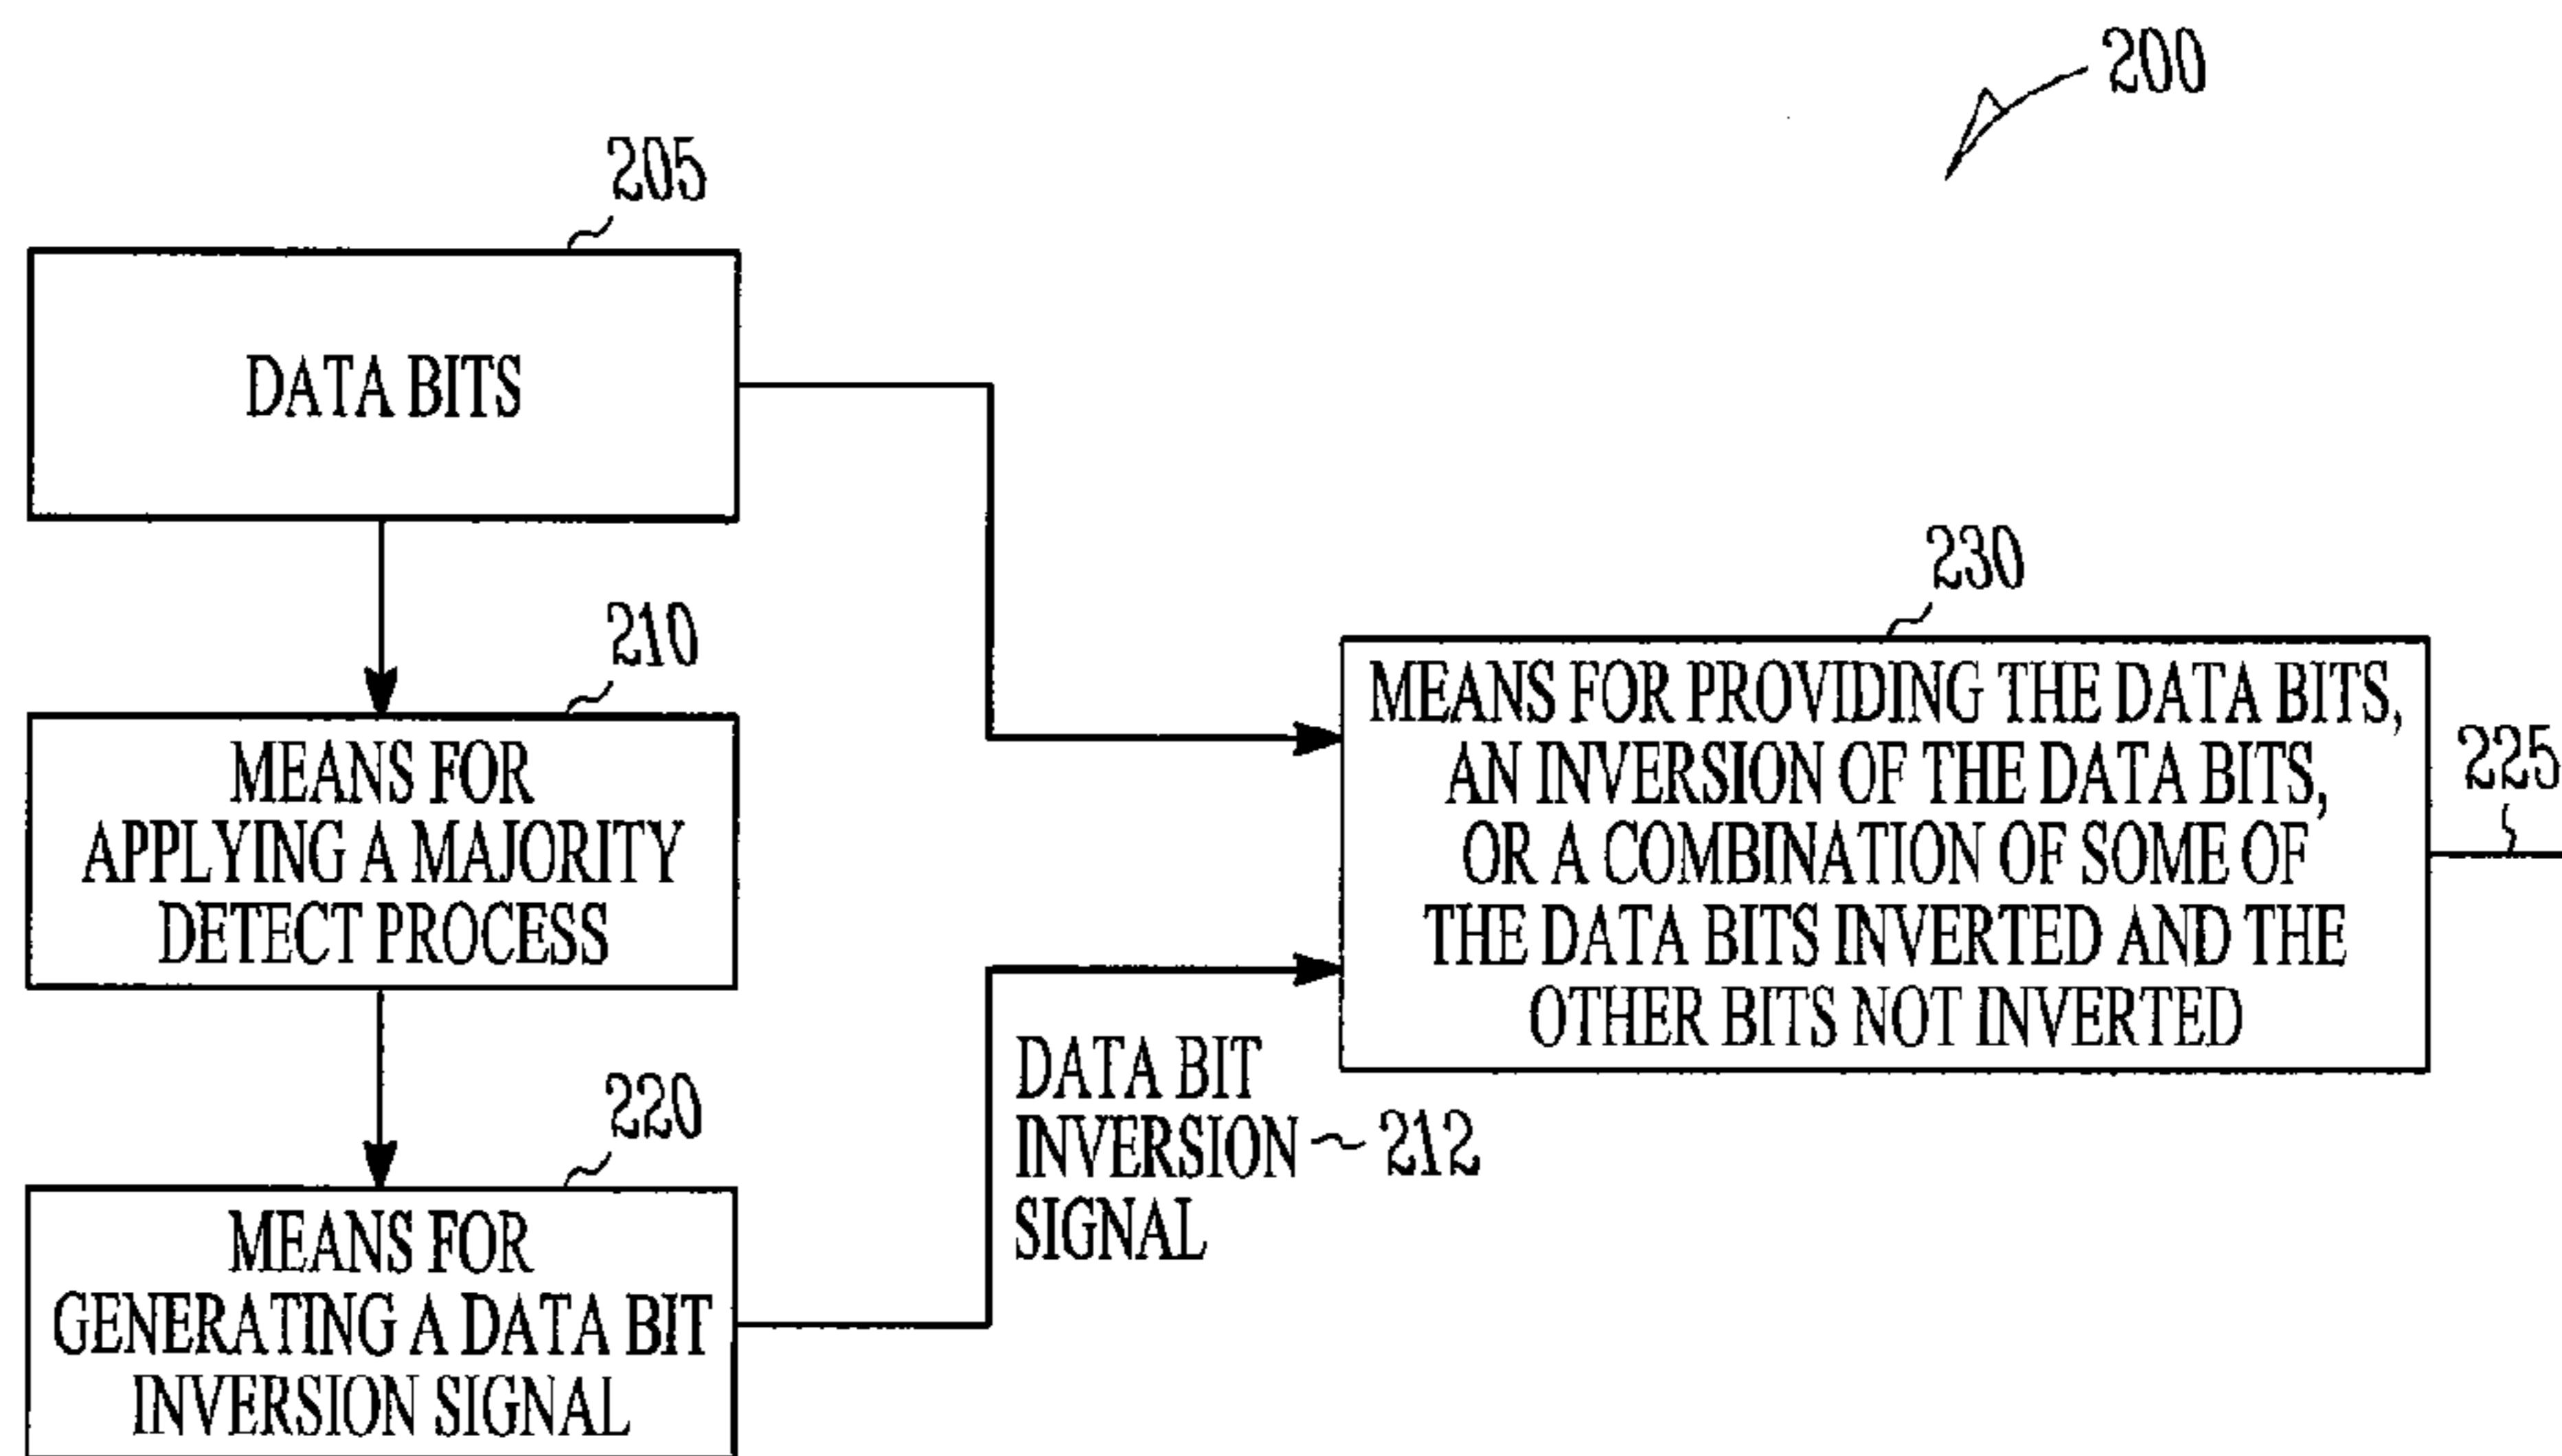 200
205
DATA BITS
210
MEANS FOR
APPLYING A MAJORITY
DETECT PROCESS
220
MEANS FOR
GENERATING A DATA BIT
INVERSION SIGNAL
DATA BIT
INVERSION 212
SIGNAL
230
MEANS FOR PROVIDING THE DATA BITS,
AN INVERSION OF THE DATA BITS,
OR A COMBINATION OF SOME OF
THE DATA BITS INVERTED AND THE
OTHER BITS NOT INVERTED
225